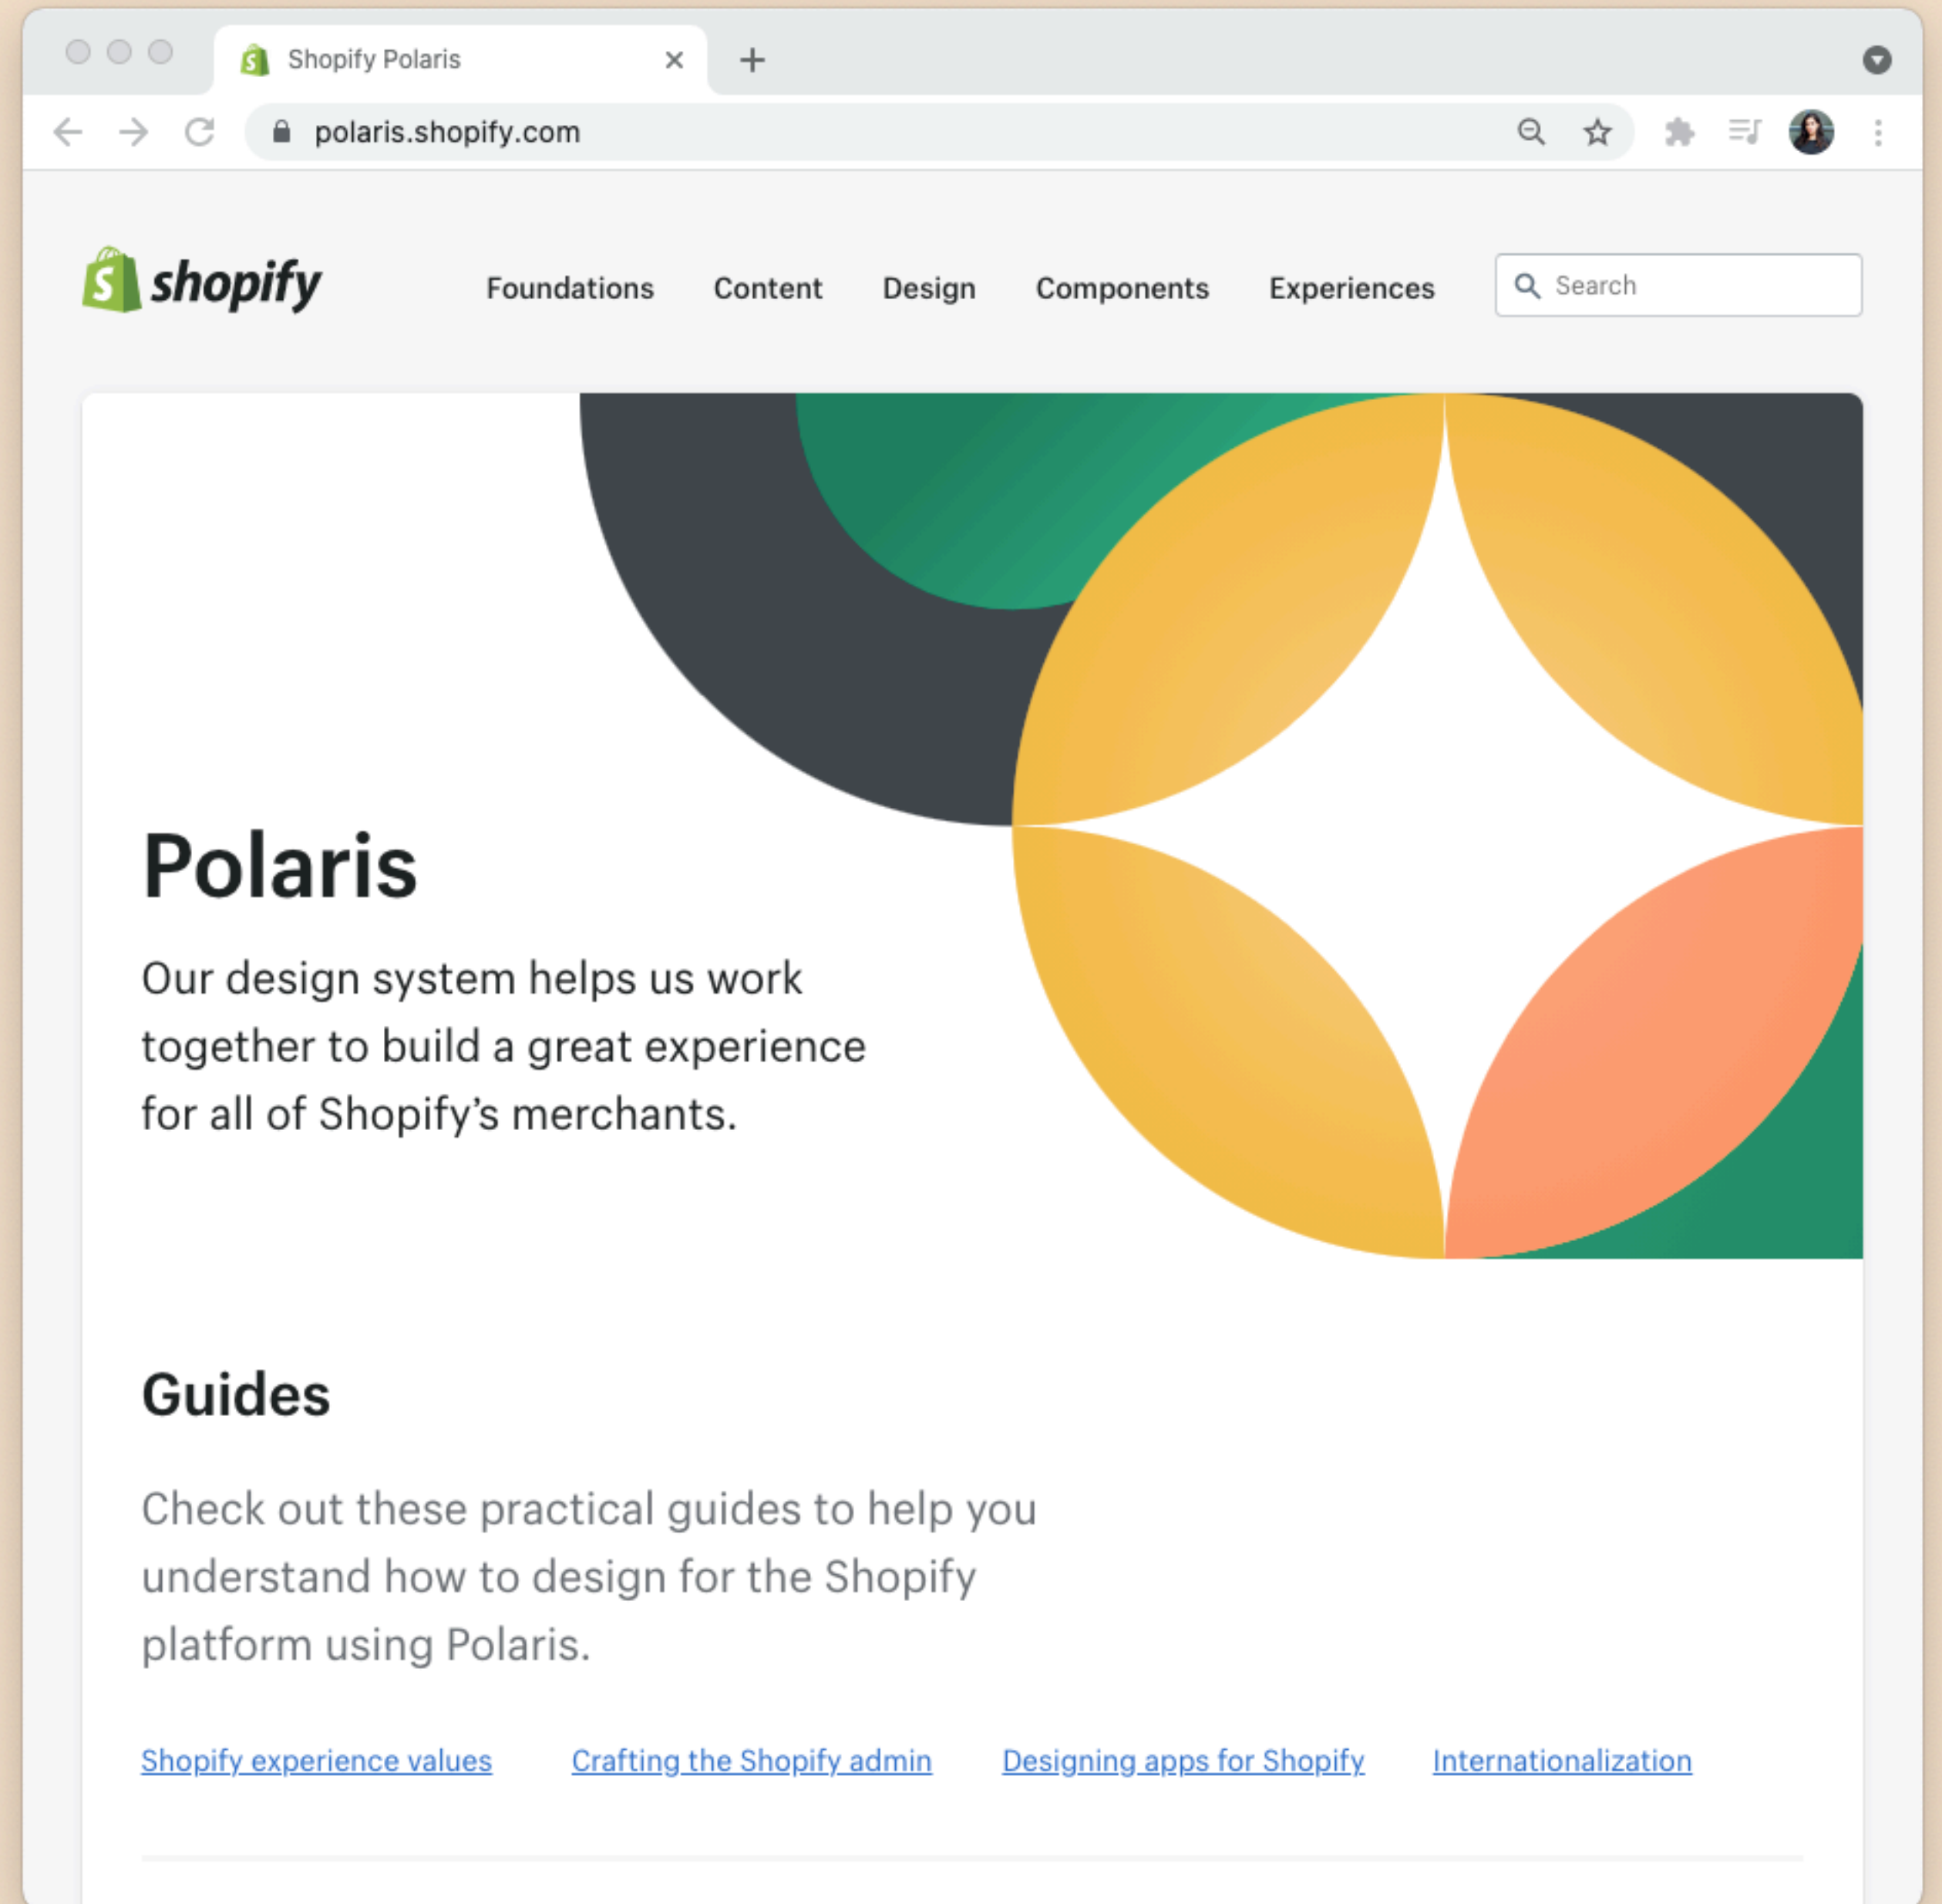 Shopify Polaris
polaris.shopify.com
shopify
Foundations Content Design Components Experiences Search
Polaris
Our design system helps us work
together to build a great experience
for all of Shopify’s merchants.
Guides
Check out these practical guides to help you
understand how to design for the Shopify
platform using Polaris.
Shopify experience values Crafting the Shopify admin Designing apps for Shopify Internationalization